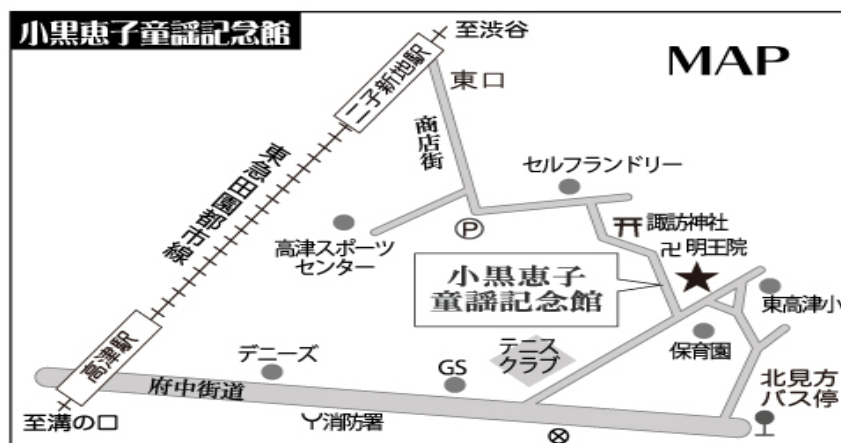 小黒恵子童謡記念館
至渋谷
MAP
二子新地駅
東口
商店街
セルフランドリー
東急田園都市線
P
諏訪神社
卍 明王院
高津スポーツ
センター
小黒恵子
童謡記念館
東高津小
高津駅
デニーズ
テニス
クラブ
保育園
GS
府中街道
北見方
バス停
至溝の口
消防署